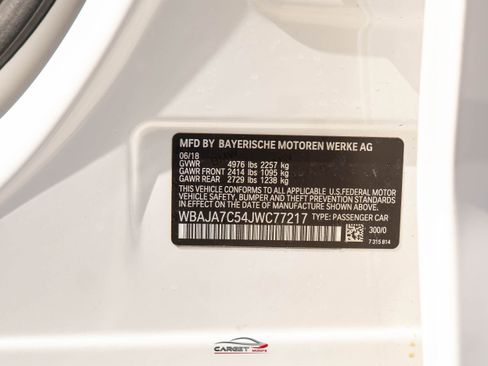 MFD BY BAYERISCHE MOTOREN WERKE AG
06/18
GVWR 4976 lbs 2257 kg
GAWR FRONT 2414 lbs 1095 kg
GAWR REAR 2729 lbs 1238 kg
THIS VEHICLE CONFORMS TO ALL APPLICABLE U.S.FEDERAL MOTOR
VEHICLE SAFETY, BUMPER AND THEFT PREVENTION STANDARDS
IN EFFECT ON THE DATE OF MANUFACTURE SHOWN ABOVE.
WBAJA7C54JWC77217 TYPE: PASSENGER CAR
300/0
7 315 814
CARGET